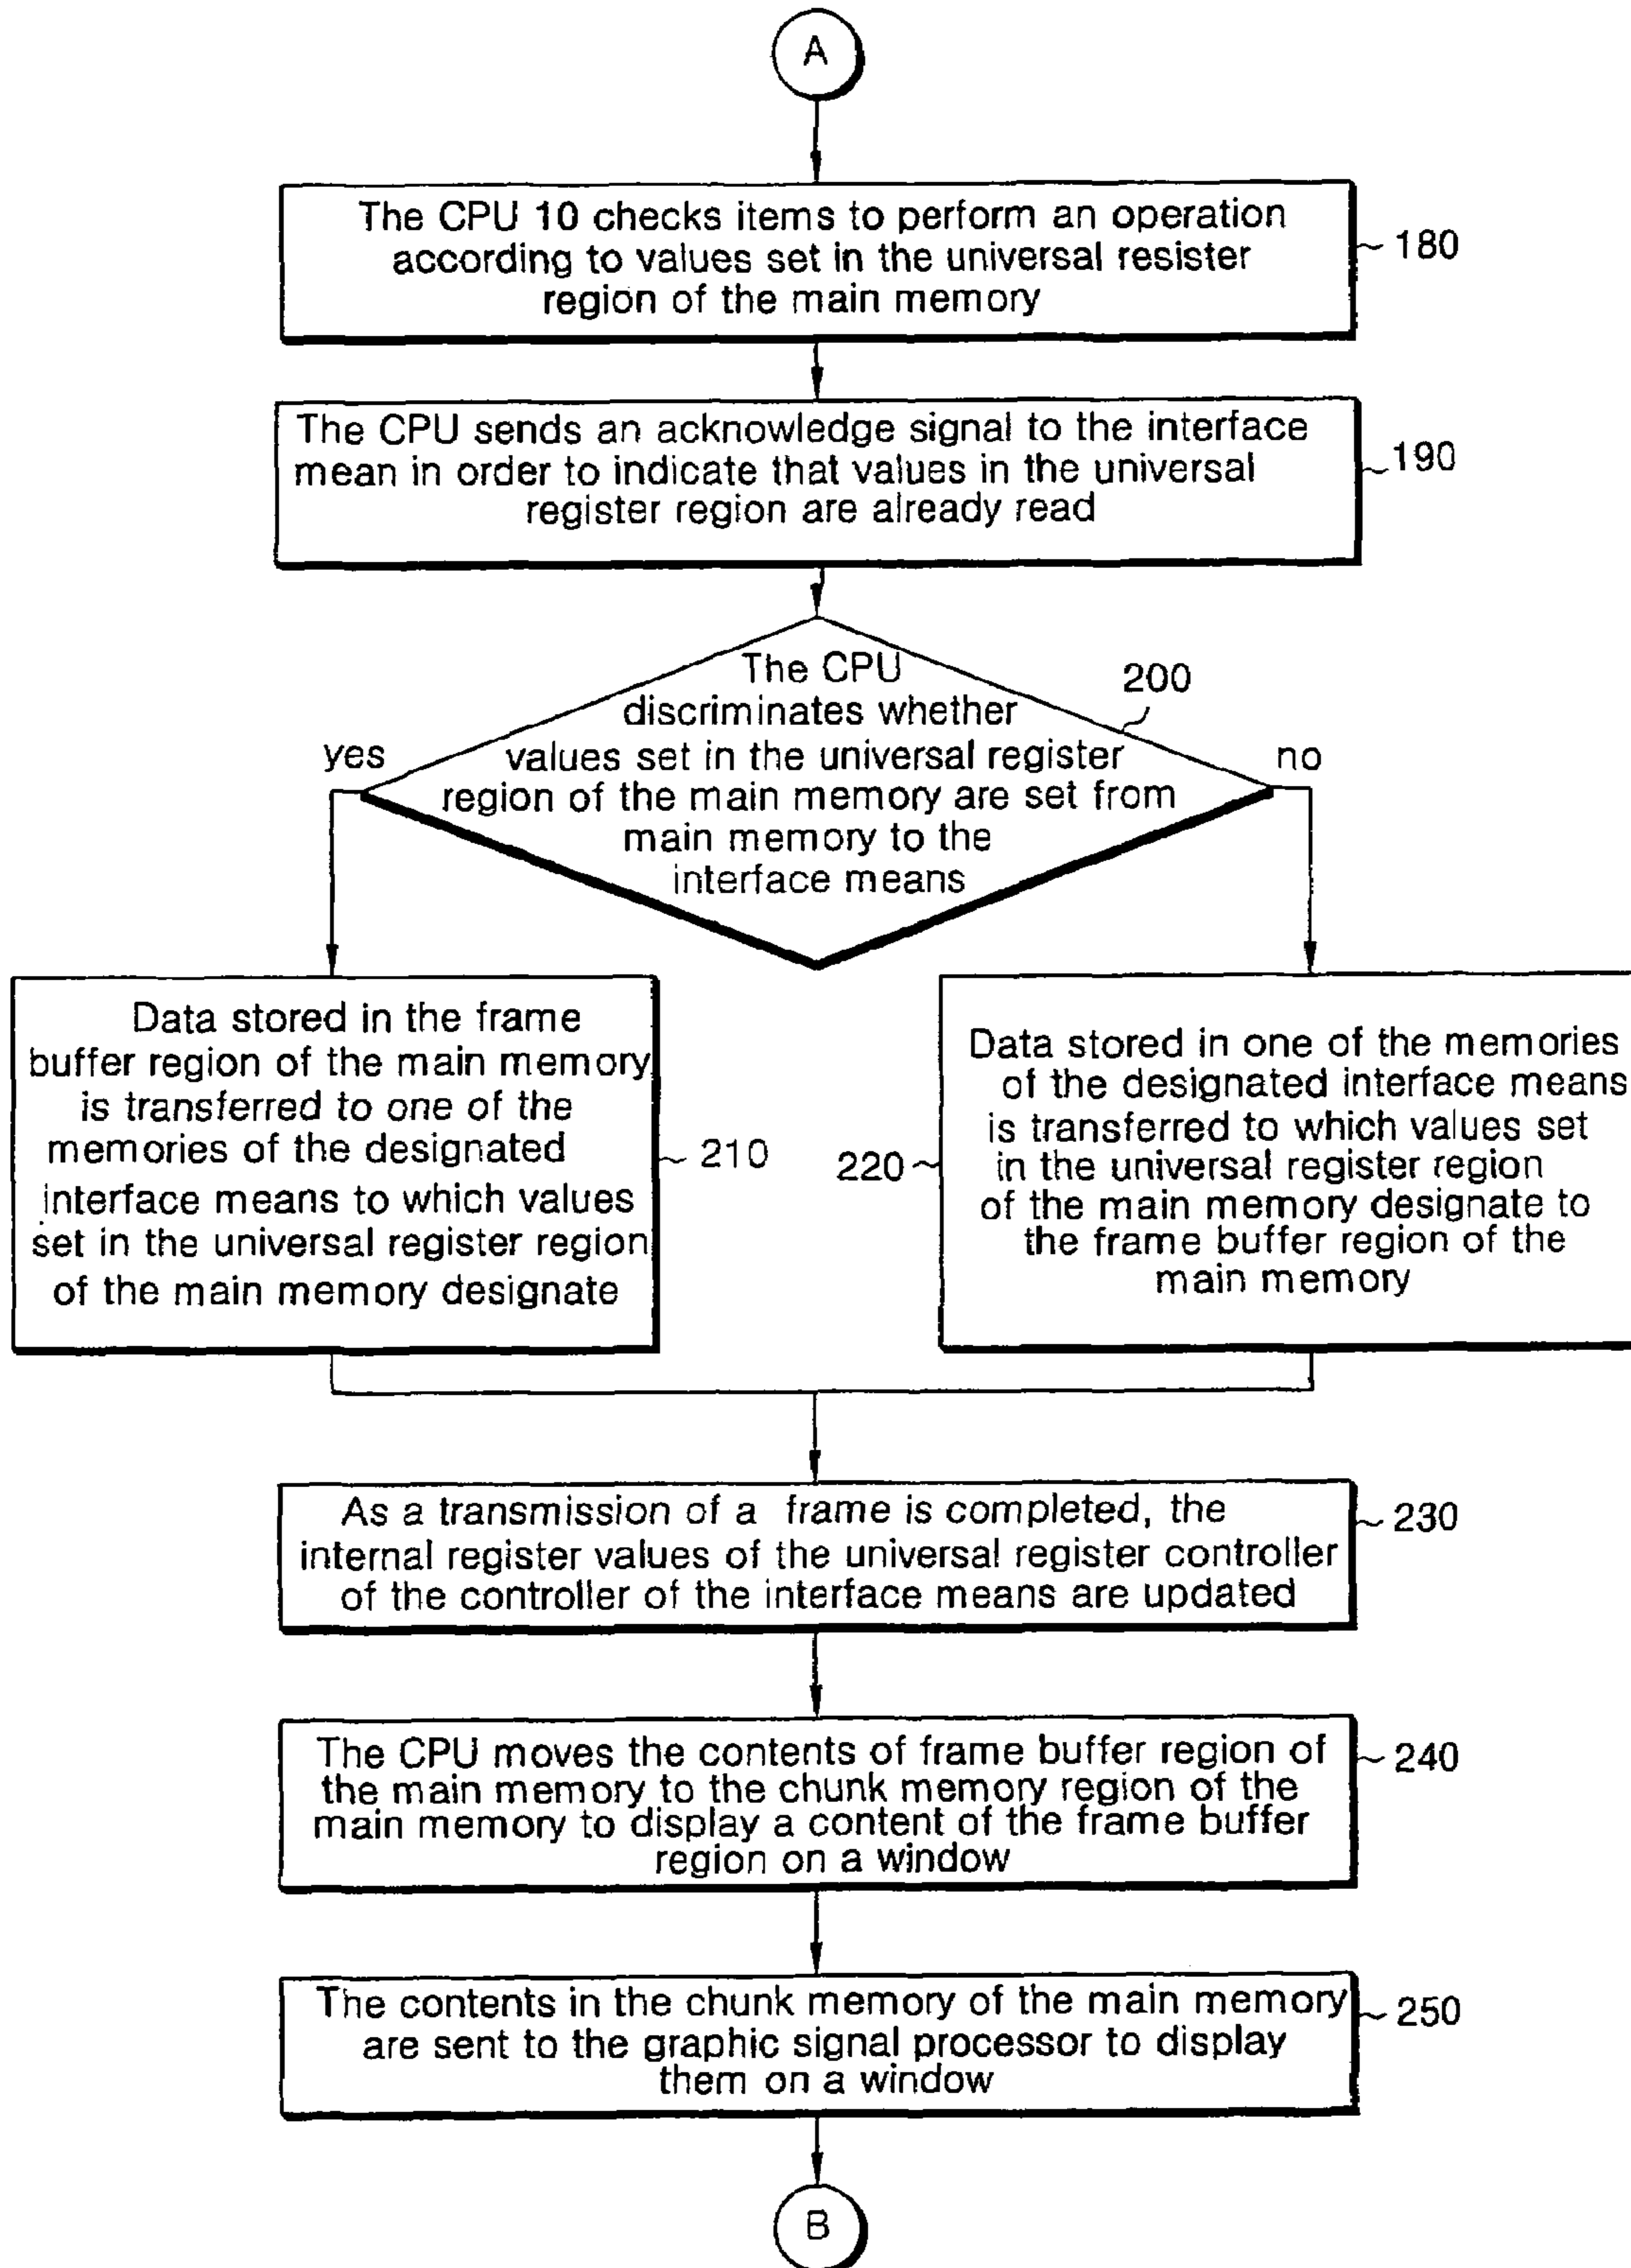 A
The CPU 10 checks items to perform an operation
according to values set in the universal resister
region of the main memory
180
The CPU sends an acknowledge signal to the interface
mean in order to indicate that values in the universal
register region are already read
190
The CPU
discriminates whether
values set in the universal register
region of the main memory are set from
main memory to the
interface means
200
yes
no
Data stored in the frame
buffer region of the main memory
is transferred to one of the
memories of the designated
interface means to which values
set in the universal register region
of the main memory designate
210
Data stored in one of the memories
of the designated interface means
is transferred to which values set
in the universal register region
of the main memory designate to
the frame buffer region of the
main memory
220
As a transmission of a frame is completed, the
internal register values of the universal register controller
of the controller of the interface means are updated
230
The CPU moves the contents of frame buffer region of
the main memory to the chunk memory region of the
main memory to display a content of the frame buffer
region on a window
240
The contents in the chunk memory of the main memory
are sent to the graphic signal processor to display
them on a window
250
B